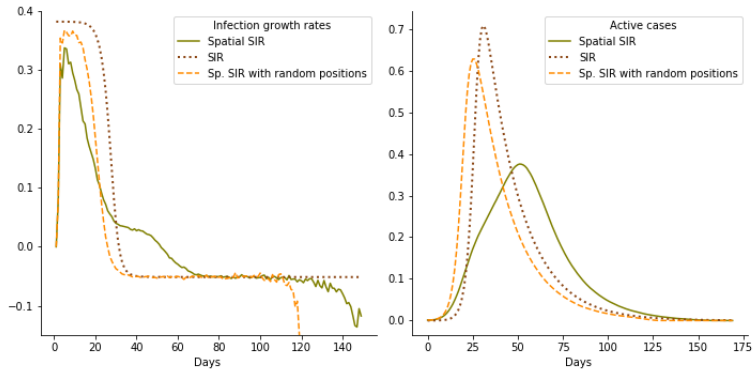 Infection growth rates
Spatial SIR
SIR
Sp. SIR with random positions
0.4
0.3
0.2
0.1
0.0
−0.1
0 20 40 60 80 100 120 140
Days
Active cases
Spatial SIR
SIR
Sp. SIR with random positions
0.7
0.6
0.5
0.4
0.3
0.2
0.1
0.0
0 25 50 75 100 125 150 175
Days